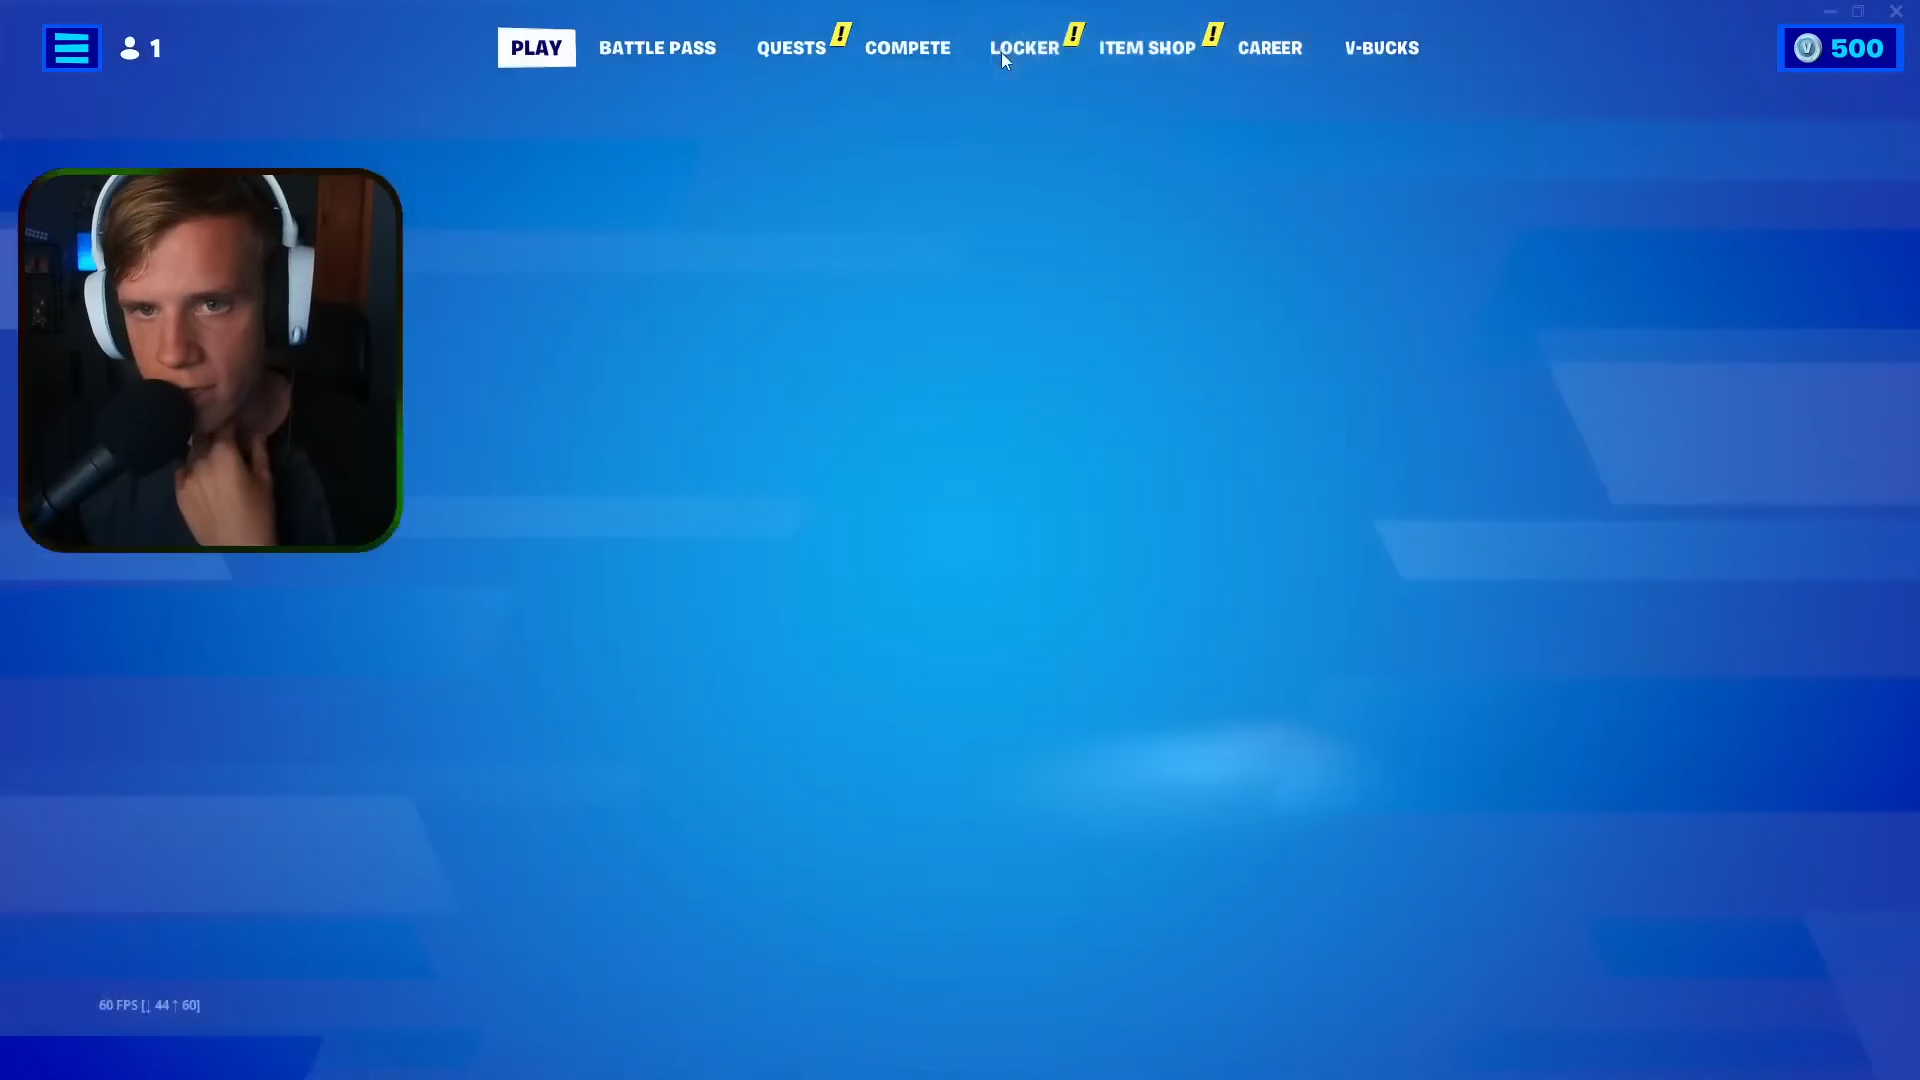 1 PLAY BATTLE PASS QUESTS ! COMPETE LOCKER ! ITEM SHOP ! CAREER V-BUCKS V 500
60 FPS [↓ 44 ↑ 60]